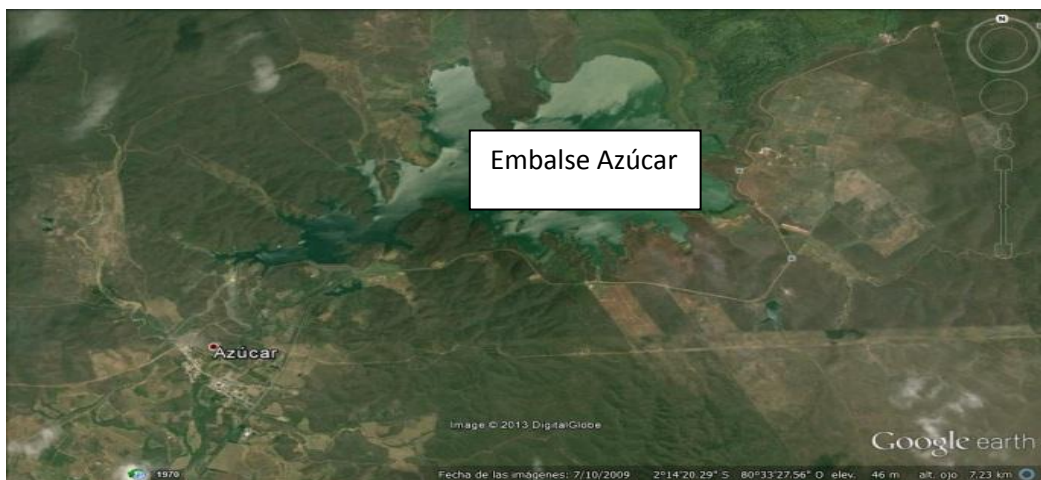 N
Embalse Azúcar
Azúcar
Image © 2013 DigitalGlobe
Google earth
1970
Fecha de las imágenes: 7/10/2009 2°14'20.29" S 80°33'27.56" O elev. 46 m alt. ojo 7.23 km